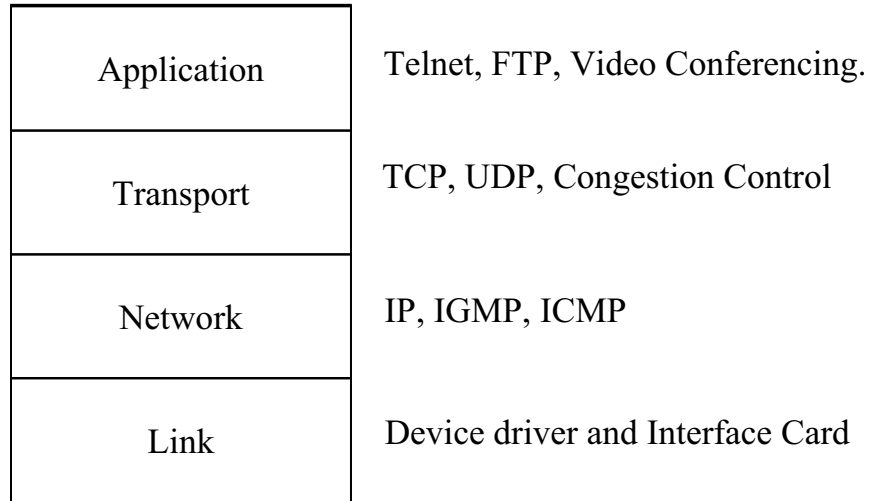 Application Telnet, FTP, Video Conferencing.
Transport TCP, UDP, Congestion Control
Network IP, IGMP, ICMP
Link Device driver and Interface Card